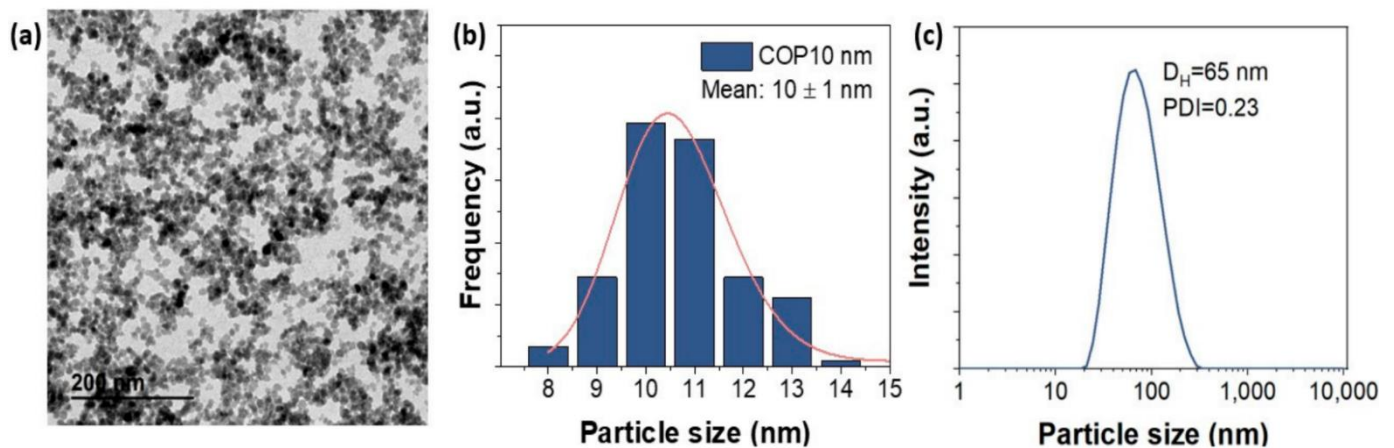 (a)
200 nm
(b)
COP10 nm
Mean: 10 ± 1 nm
Frequency (a.u.)
8 9 10 11 12 13 14 15
Particle size (nm)
(c)
D_H=65 nm
PDI=0.23
Intensity (a.u.)
1 10 100 1,000 10,000
Particle size (nm)